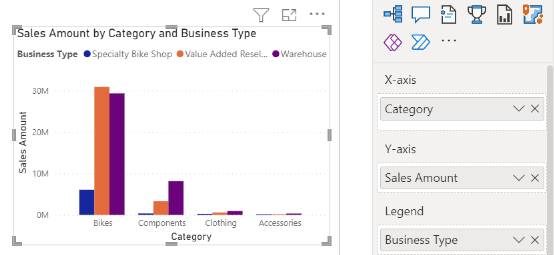 Sales Amount by Category and Business Type
Business Type Specialty Bike Shop Value Added Resel... Warehouse
Sales Amount
30M
20M
10M
0M
Bikes Components Clothing Accessories
Category
X-axis
Category
Y-axis
Sales Amount
Legend
Business Type